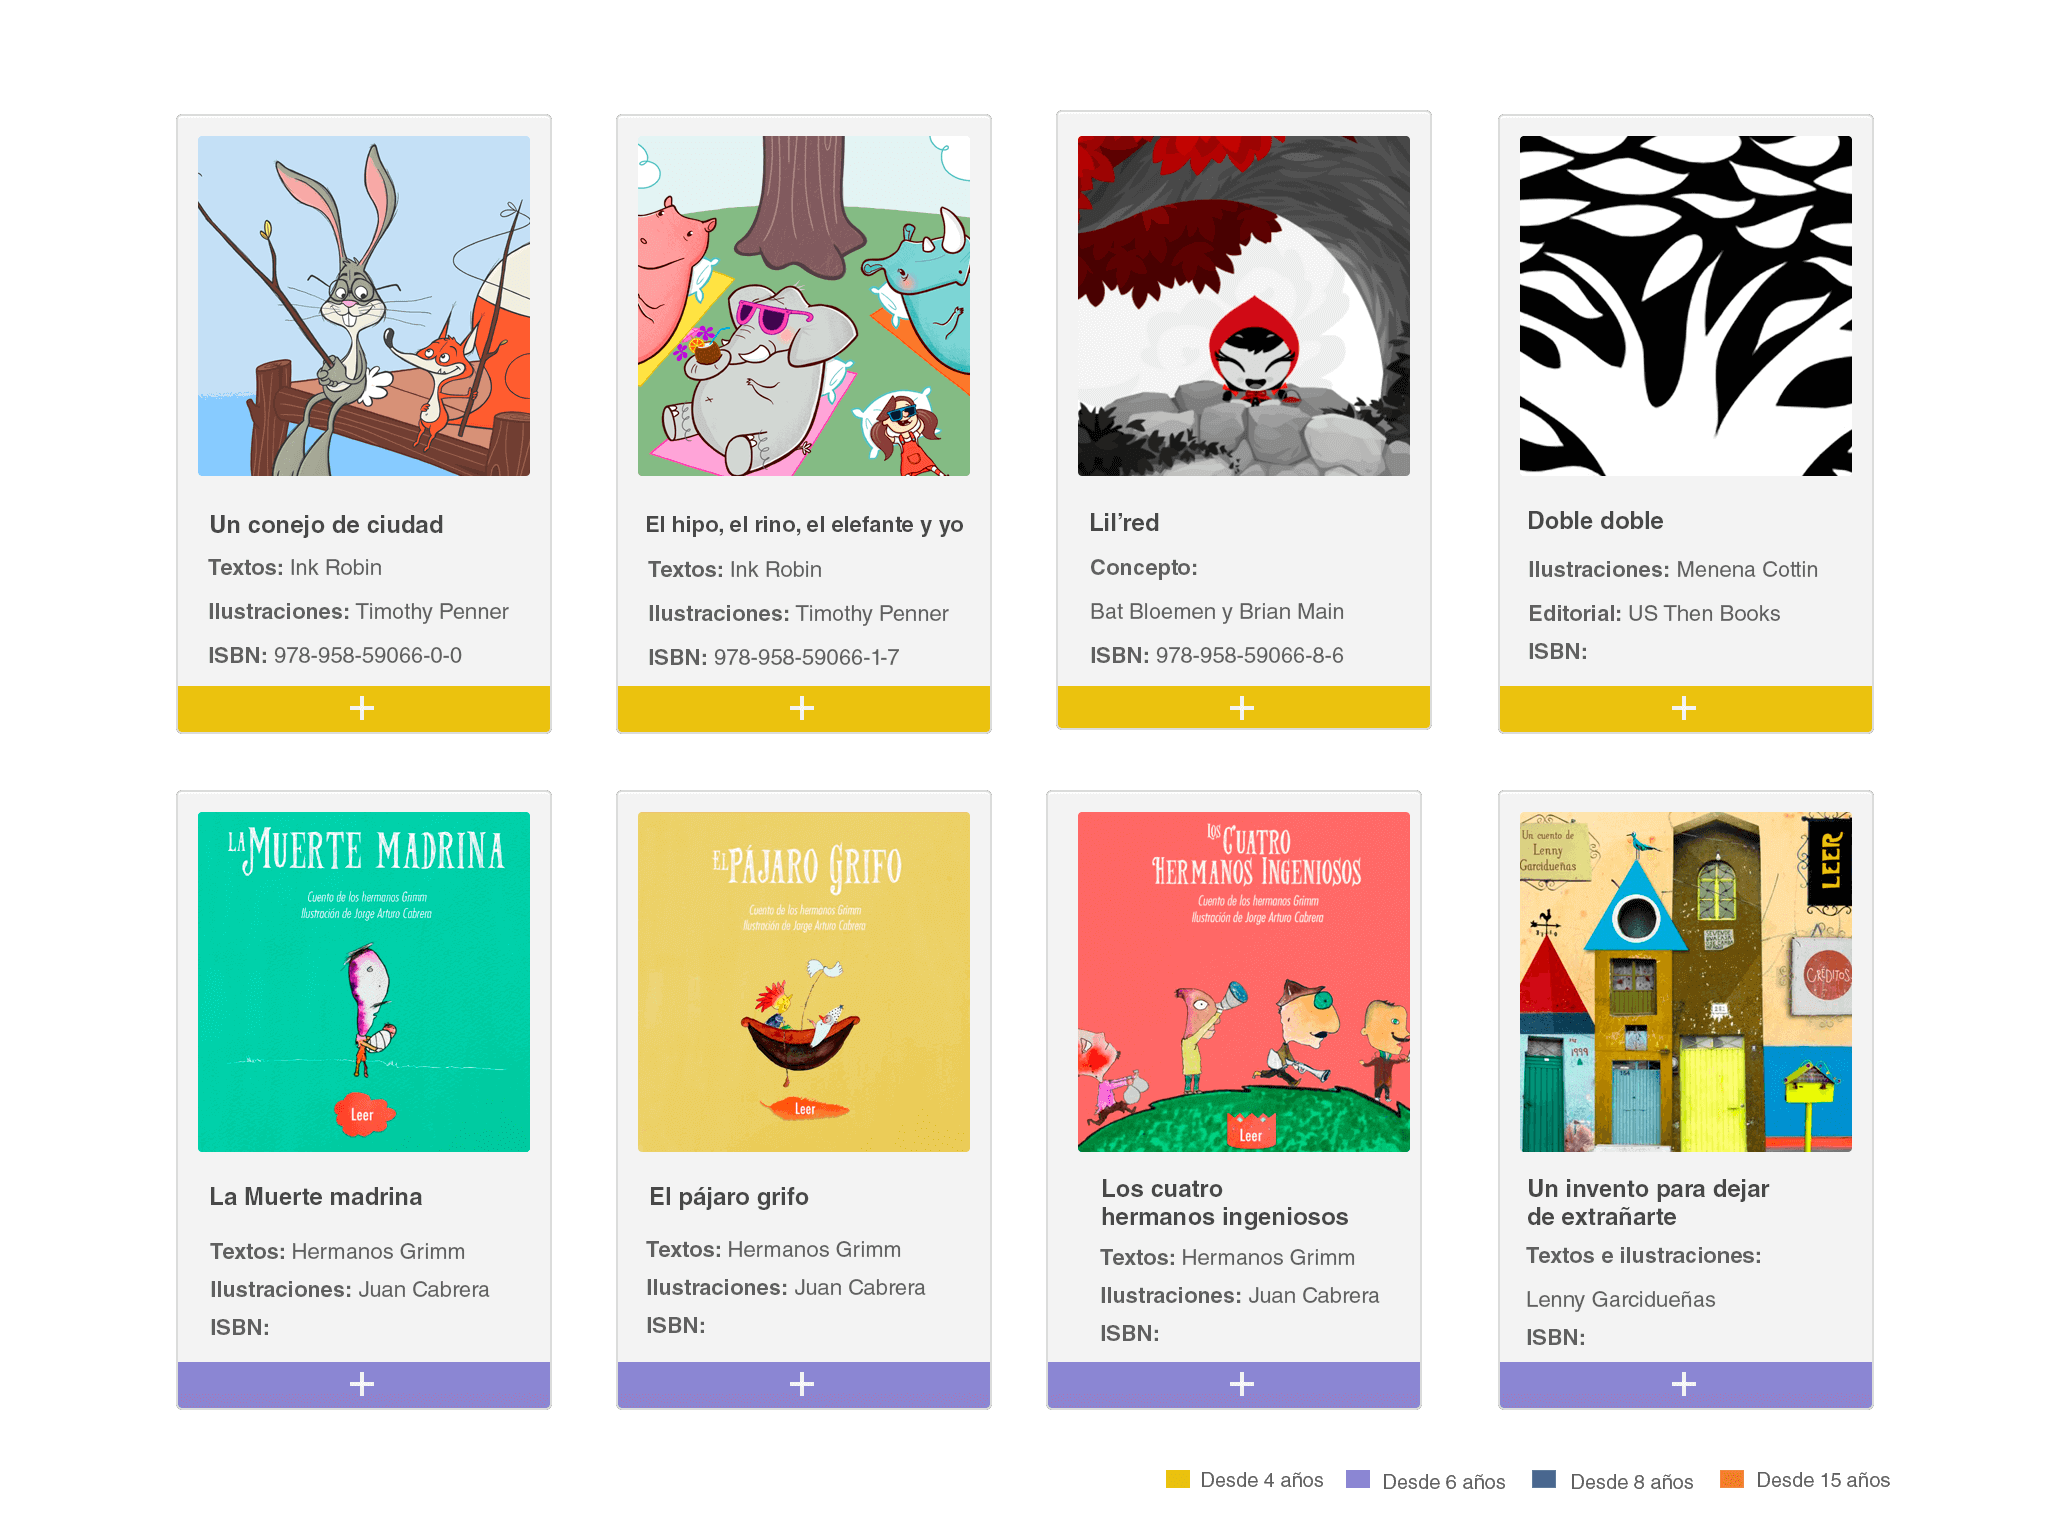 Un conejo de ciudad
Textos: Ink Robin
Ilustraciones: Timothy Penner
ISBN: 978-958-59066-0-0
El hipo, el rino, el elefante y yo
Textos: Ink Robin
Ilustraciones: Timothy Penner
ISBN: 978-958-59066-1-7
Lil’red
Concepto:
Bat Bloemen y Brian Main
ISBN: 978-958-59066-8-6
Doble doble
Ilustraciones: Menena Cottin
Editorial: US Then Books
ISBN:
LA MUERTE MADRINA
Cuento de los hermanos Grimm
Ilustración de Jorge Arturo Cabrera
Leer
La Muerte madrina
Textos: Hermanos Grimm
Ilustraciones: Juan Cabrera
ISBN:
EL PÁJARO GRIFO
Cuento de los hermanos Grimm
Ilustración de Jorge Arturo Cabrera
Leer
El pájaro grifo
Textos: Hermanos Grimm
Ilustraciones: Juan Cabrera
ISBN:
LOS CUATRO
HERMANOS INGENIOSOS
Cuento de los hermanos Grimm
Ilustración de Jorge Arturo Cabrera
Leer
Los cuatro
hermanos ingeniosos
Textos: Hermanos Grimm
Ilustraciones: Juan Cabrera
ISBN:
Un cuento de
Lenny
Garcidueñas
LEER
CRÉDITOS
1999
Un invento para dejar
de extrañarte
Textos e ilustraciones:
Lenny Garcidueñas
ISBN:
Desde 4 años
Desde 6 años
Desde 8 años
Desde 15 años